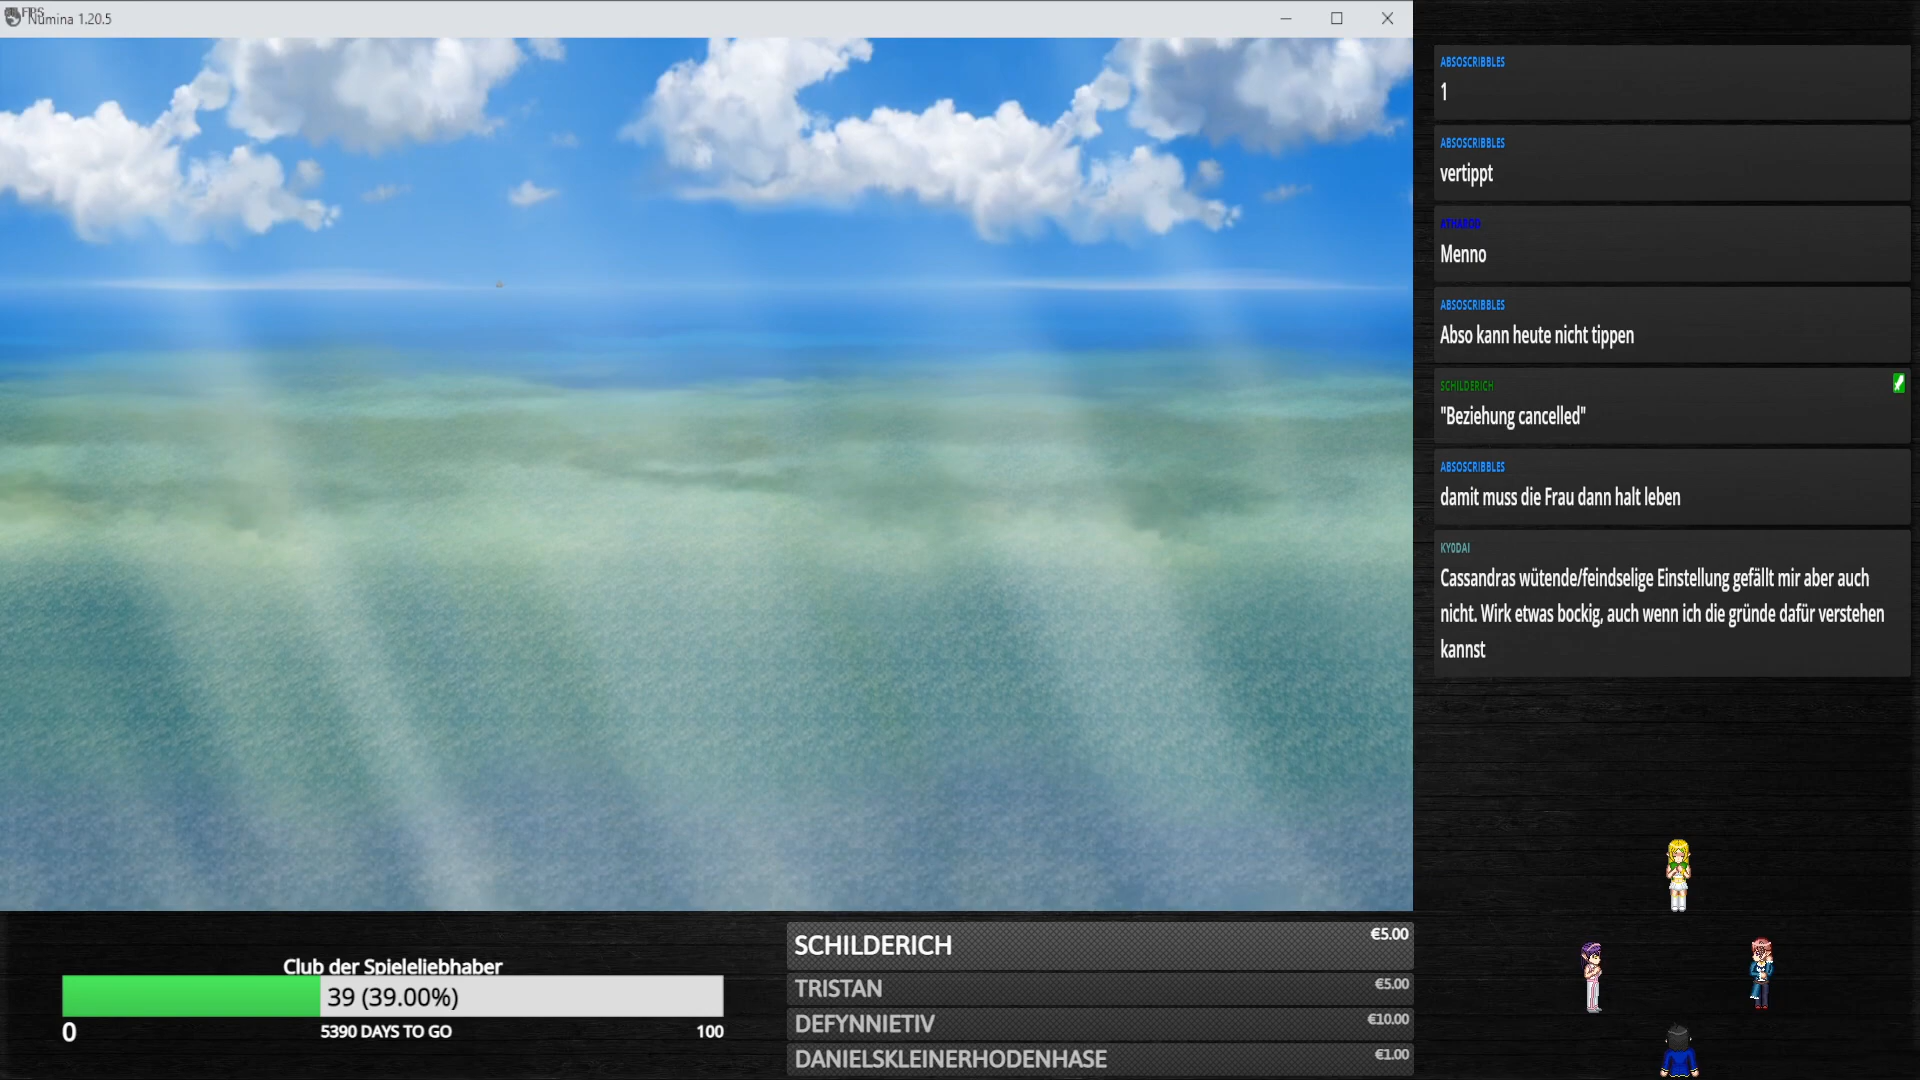 FPS
Numina 1.20.5
ABSOSCRIBBLES
1
ABSOSCRIBBLES
vertippt
ATHAROD
Menno
ABSOSCRIBBLES
Abso kann heute nicht tippen
SCHILDERICH
"Beziehung cancelled"
ABSOSCRIBBLES
damit muss die Frau dann halt leben
KY0DAI
Cassandras wütende/feindselige Einstellung gefällt mir aber auch
nicht. Wirk etwas bockig, auch wenn ich die gründe dafür verstehen
kannst
Club der Spieleliebhaber
39 (39.00%)
0
5390 DAYS TO GO
100
SCHILDERICH €5.00
TRISTAN €5.00
DEFYNNIETIV €10.00
DANIELSKLEINERHODENHASE €1.00